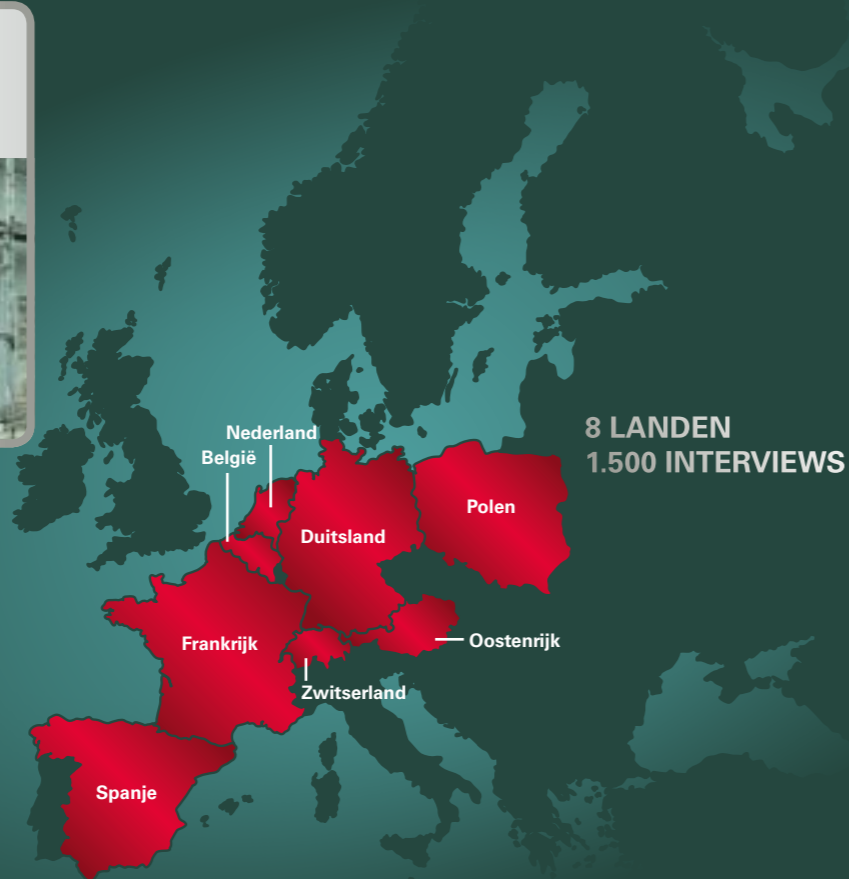 Nederland
België
8 LANDEN
1.500 INTERVIEWS
Polen
Duitsland
Frankrijk
Oostenrijk
Zwitserland
Spanje